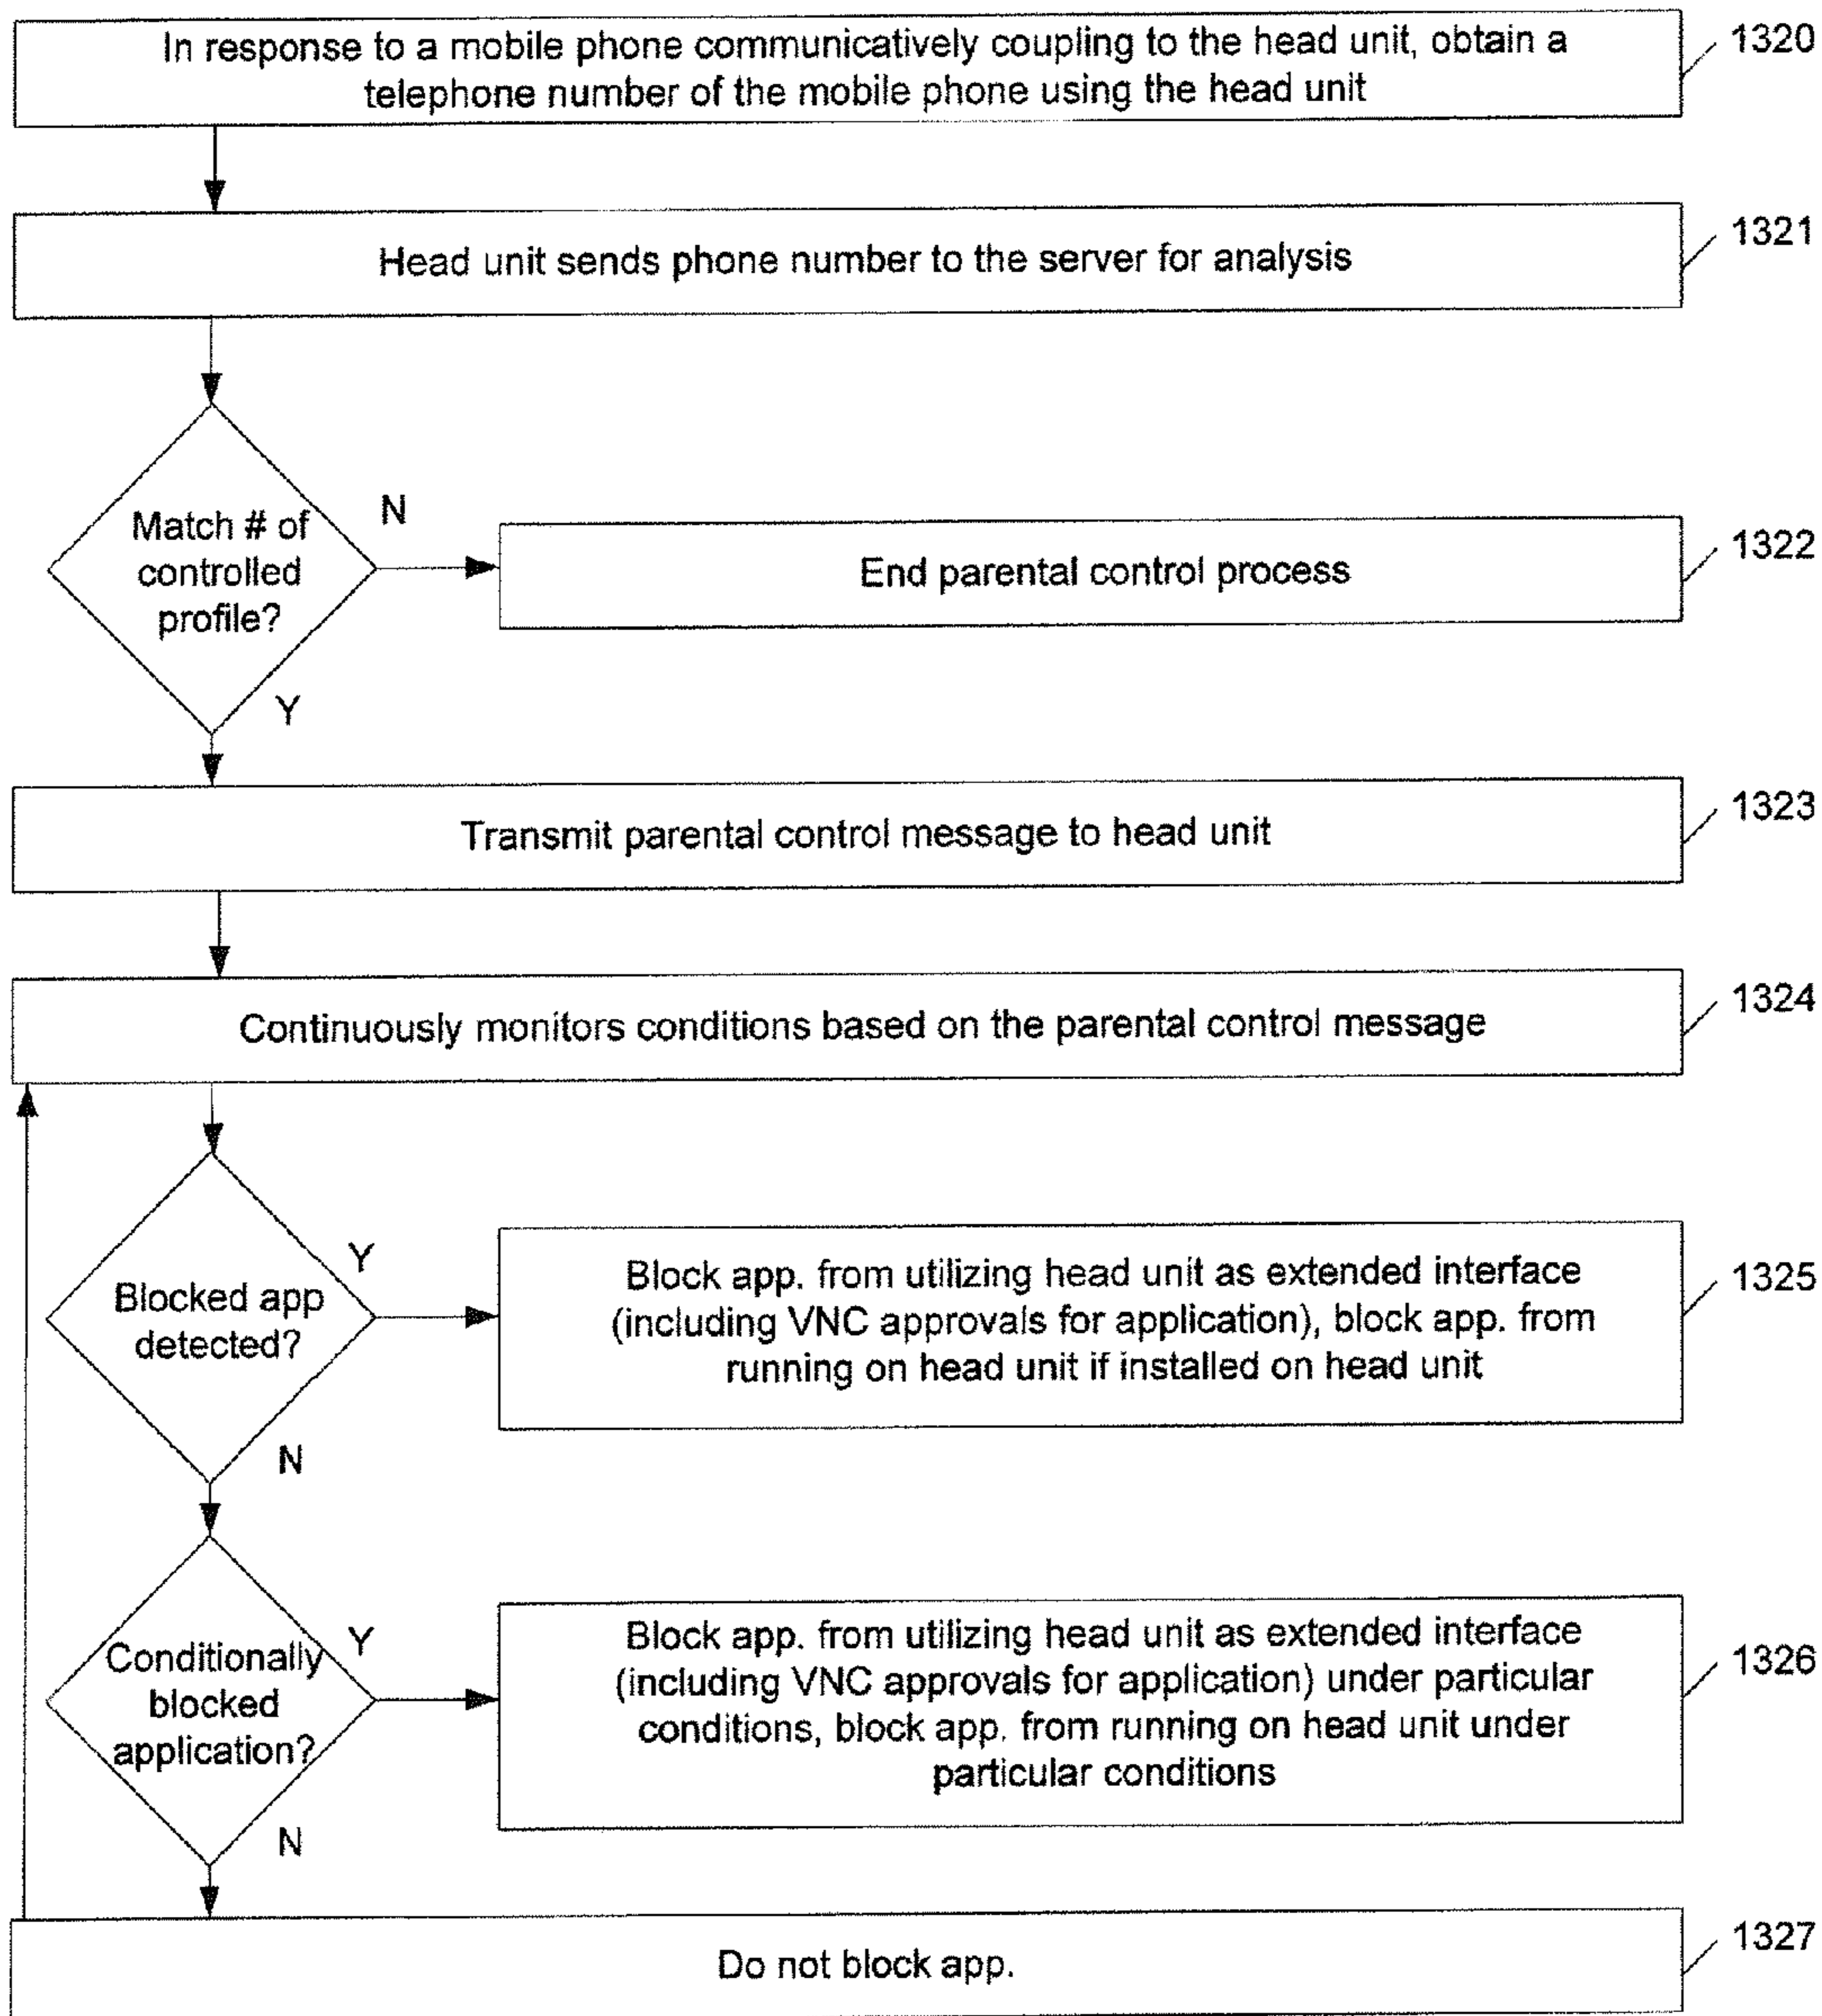 In response to a mobile phone communicatively coupling to the head unit, obtain a
telephone number of the mobile phone using the head unit
1320
Head unit sends phone number to the server for analysis
1321
Match # of
controlled
profile?
N
End parental control process
1322
Y
Transmit parental control message to head unit
1323
Continuously monitors conditions based on the parental control message
1324
Blocked app
detected?
Y
Block app. from utilizing head unit as extended interface
(including VNC approvals for application), block app. from
running on head unit if installed on head unit
1325
N
Conditionally
blocked
application?
Y
Block app. from utilizing head unit as extended interface
(including VNC approvals for application) under particular
conditions, block app. from running on head unit under
particular conditions
1326
N
Do not block app.
1327